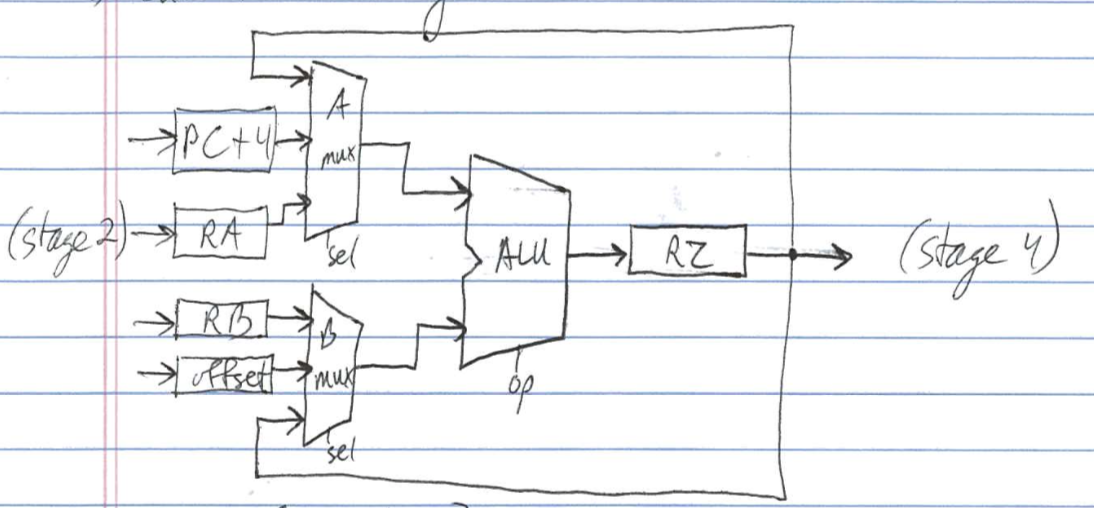 A
mux
sel
PC+4
(stage 2)
RA
ALU
op
RZ
(stage 4)
RB
offset
B
mux
sel